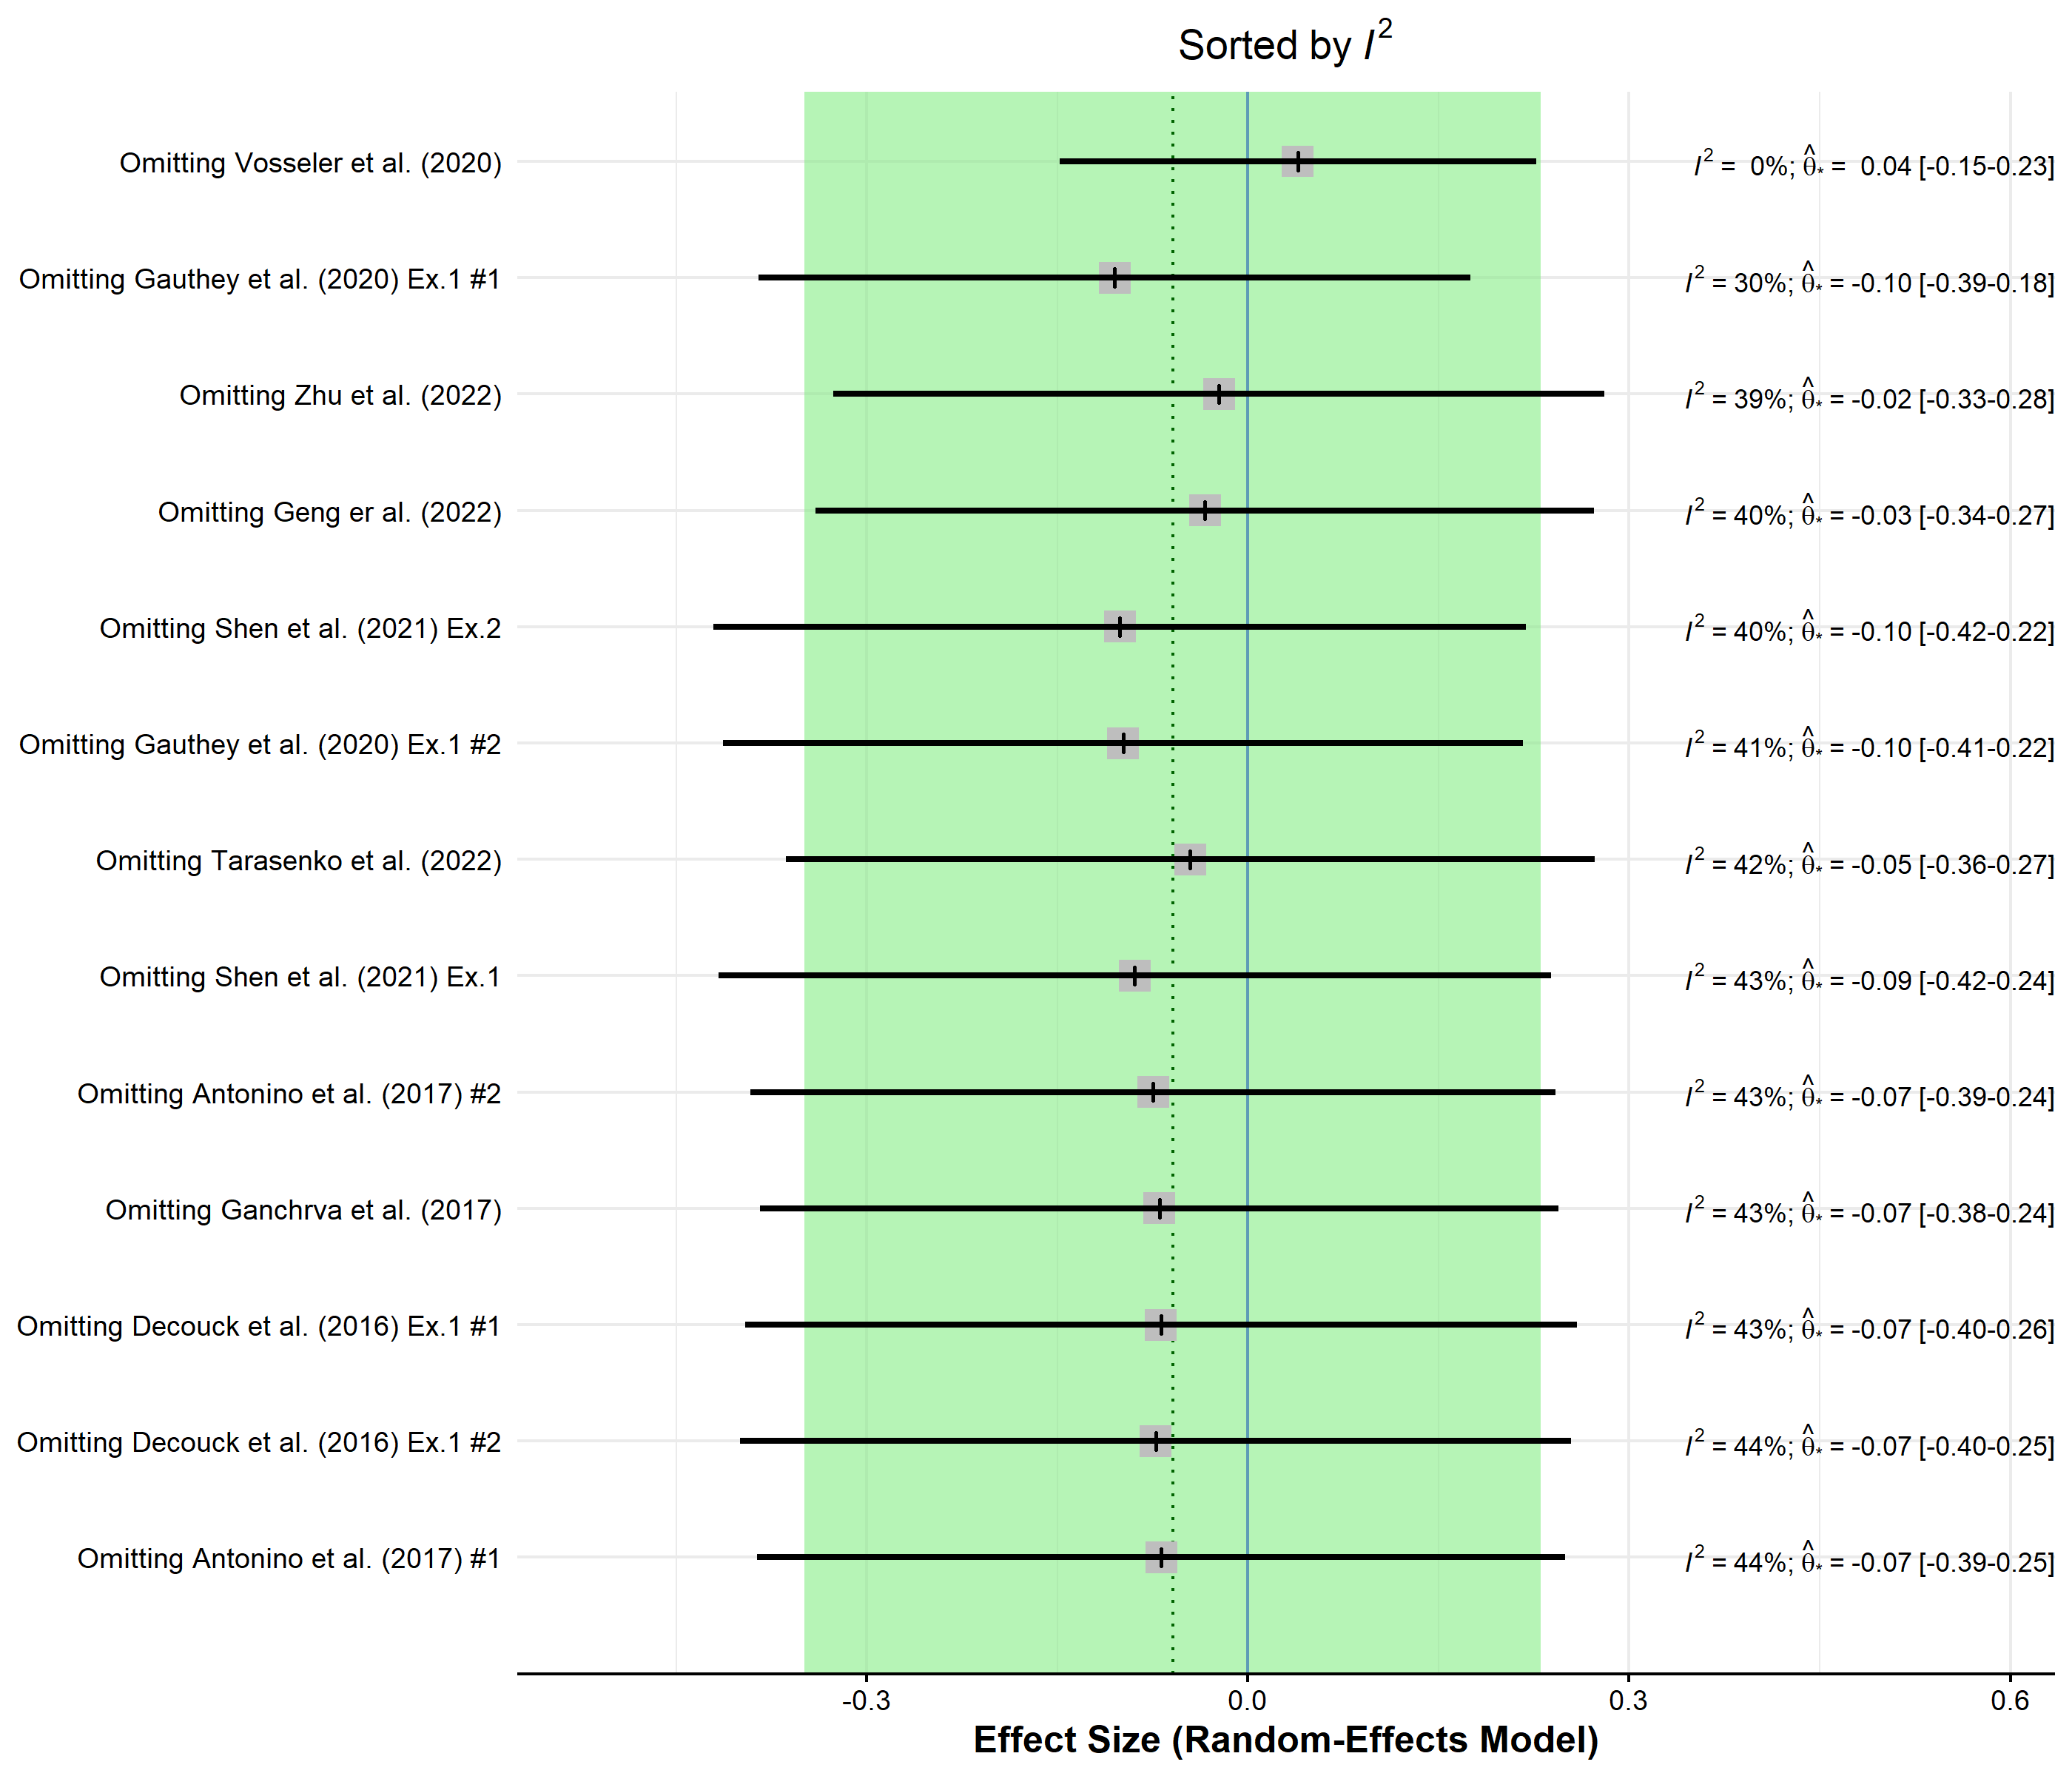 Sorted by I²
Omitting Vosseler et al. (2020) I² = 0%; θ̂* = 0.04 [-0.15-0.23]
Omitting Gauthey et al. (2020) Ex.1 #1 I² = 30%; θ̂* = -0.10 [-0.39-0.18]
Omitting Zhu et al. (2022) I² = 39%; θ̂* = -0.02 [-0.33-0.28]
Omitting Geng er al. (2022) I² = 40%; θ̂* = -0.03 [-0.34-0.27]
Omitting Shen et al. (2021) Ex.2 I² = 40%; θ̂* = -0.10 [-0.42-0.22]
Omitting Gauthey et al. (2020) Ex.1 #2 I² = 41%; θ̂* = -0.10 [-0.41-0.22]
Omitting Tarasenko et al. (2022) I² = 42%; θ̂* = -0.05 [-0.36-0.27]
Omitting Shen et al. (2021) Ex.1 I² = 43%; θ̂* = -0.09 [-0.42-0.24]
Omitting Antonino et al. (2017) #2 I² = 43%; θ̂* = -0.07 [-0.39-0.24]
Omitting Ganchrva et al. (2017) I² = 43%; θ̂* = -0.07 [-0.38-0.24]
Omitting Decouck et al. (2016) Ex.1 #1 I² = 43%; θ̂* = -0.07 [-0.40-0.26]
Omitting Decouck et al. (2016) Ex.1 #2 I² = 44%; θ̂* = -0.07 [-0.40-0.25]
Omitting Antonino et al. (2017) #1 I² = 44%; θ̂* = -0.07 [-0.39-0.25]
-0.3 0.0 0.3 0.6
Effect Size (Random-Effects Model)